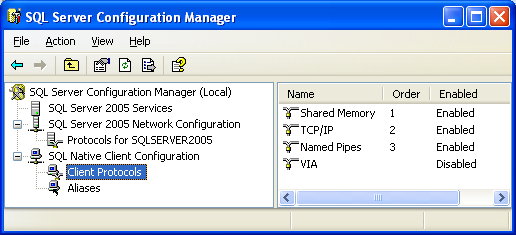 SQL Server Configuration Manager
File Action View Help
SQL Server Configuration Manager (Local)
SQL Server 2005 Services
SQL Server 2005 Network Configuration
Protocols for SQLSERVER2005
SQL Native Client Configuration
Client Protocols
Aliases
Name Order Enabled
Shared Memory 1 Enabled
TCP/IP 2 Enabled
Named Pipes 3 Enabled
VIA Disabled